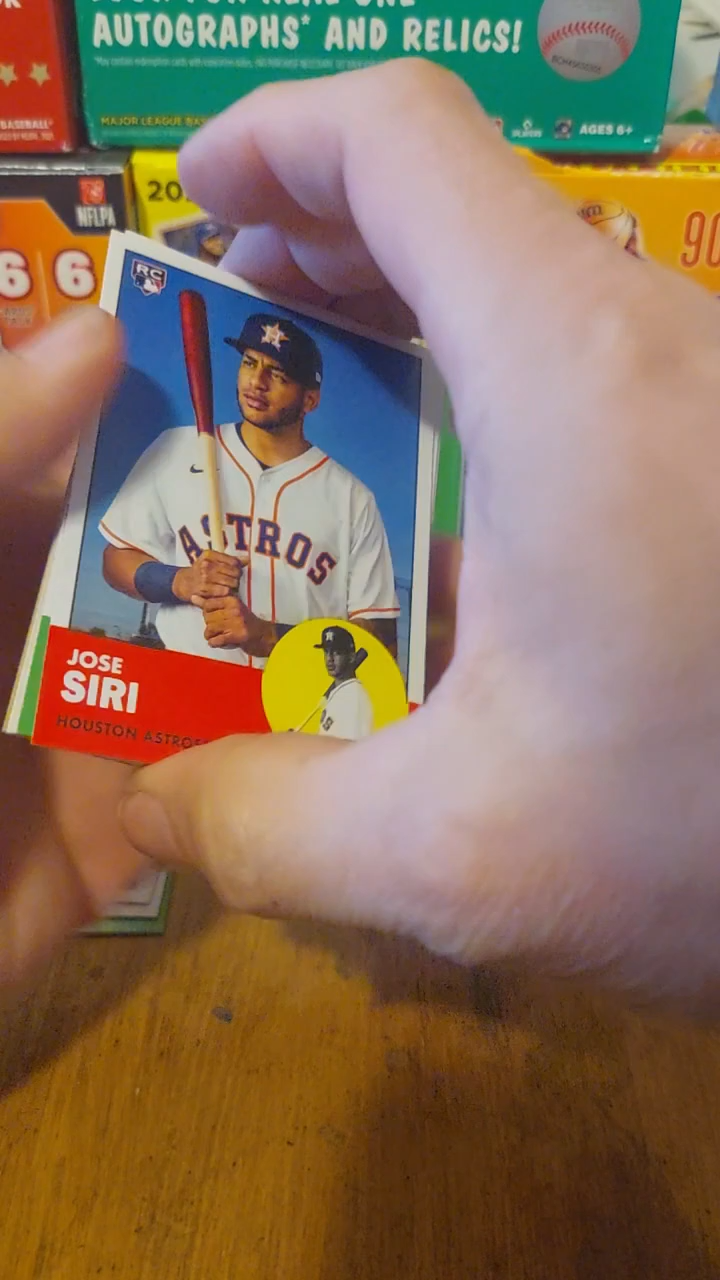 AUTOGRAPHS* AND RELICS!
MAJOR LEAGUE BAS
AGES 6+
BASEBALL
NFLPA
20
6 6
90
RC
ASTROS
JOSE
SIRI
HOUSTON ASTROS